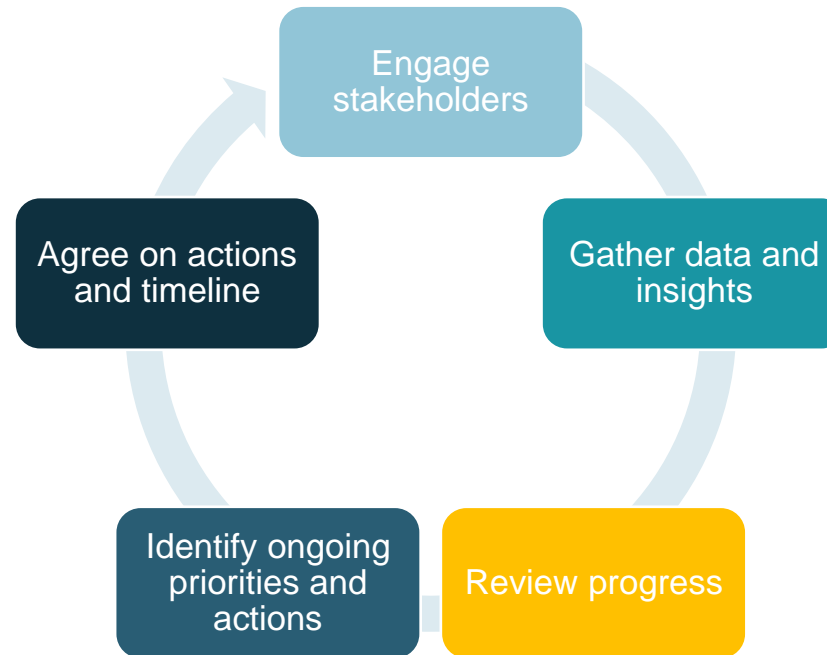 Engage
stakeholders
Gather data and
insights
Review progress
Identify ongoing
priorities and
actions
Agree on actions
and timeline